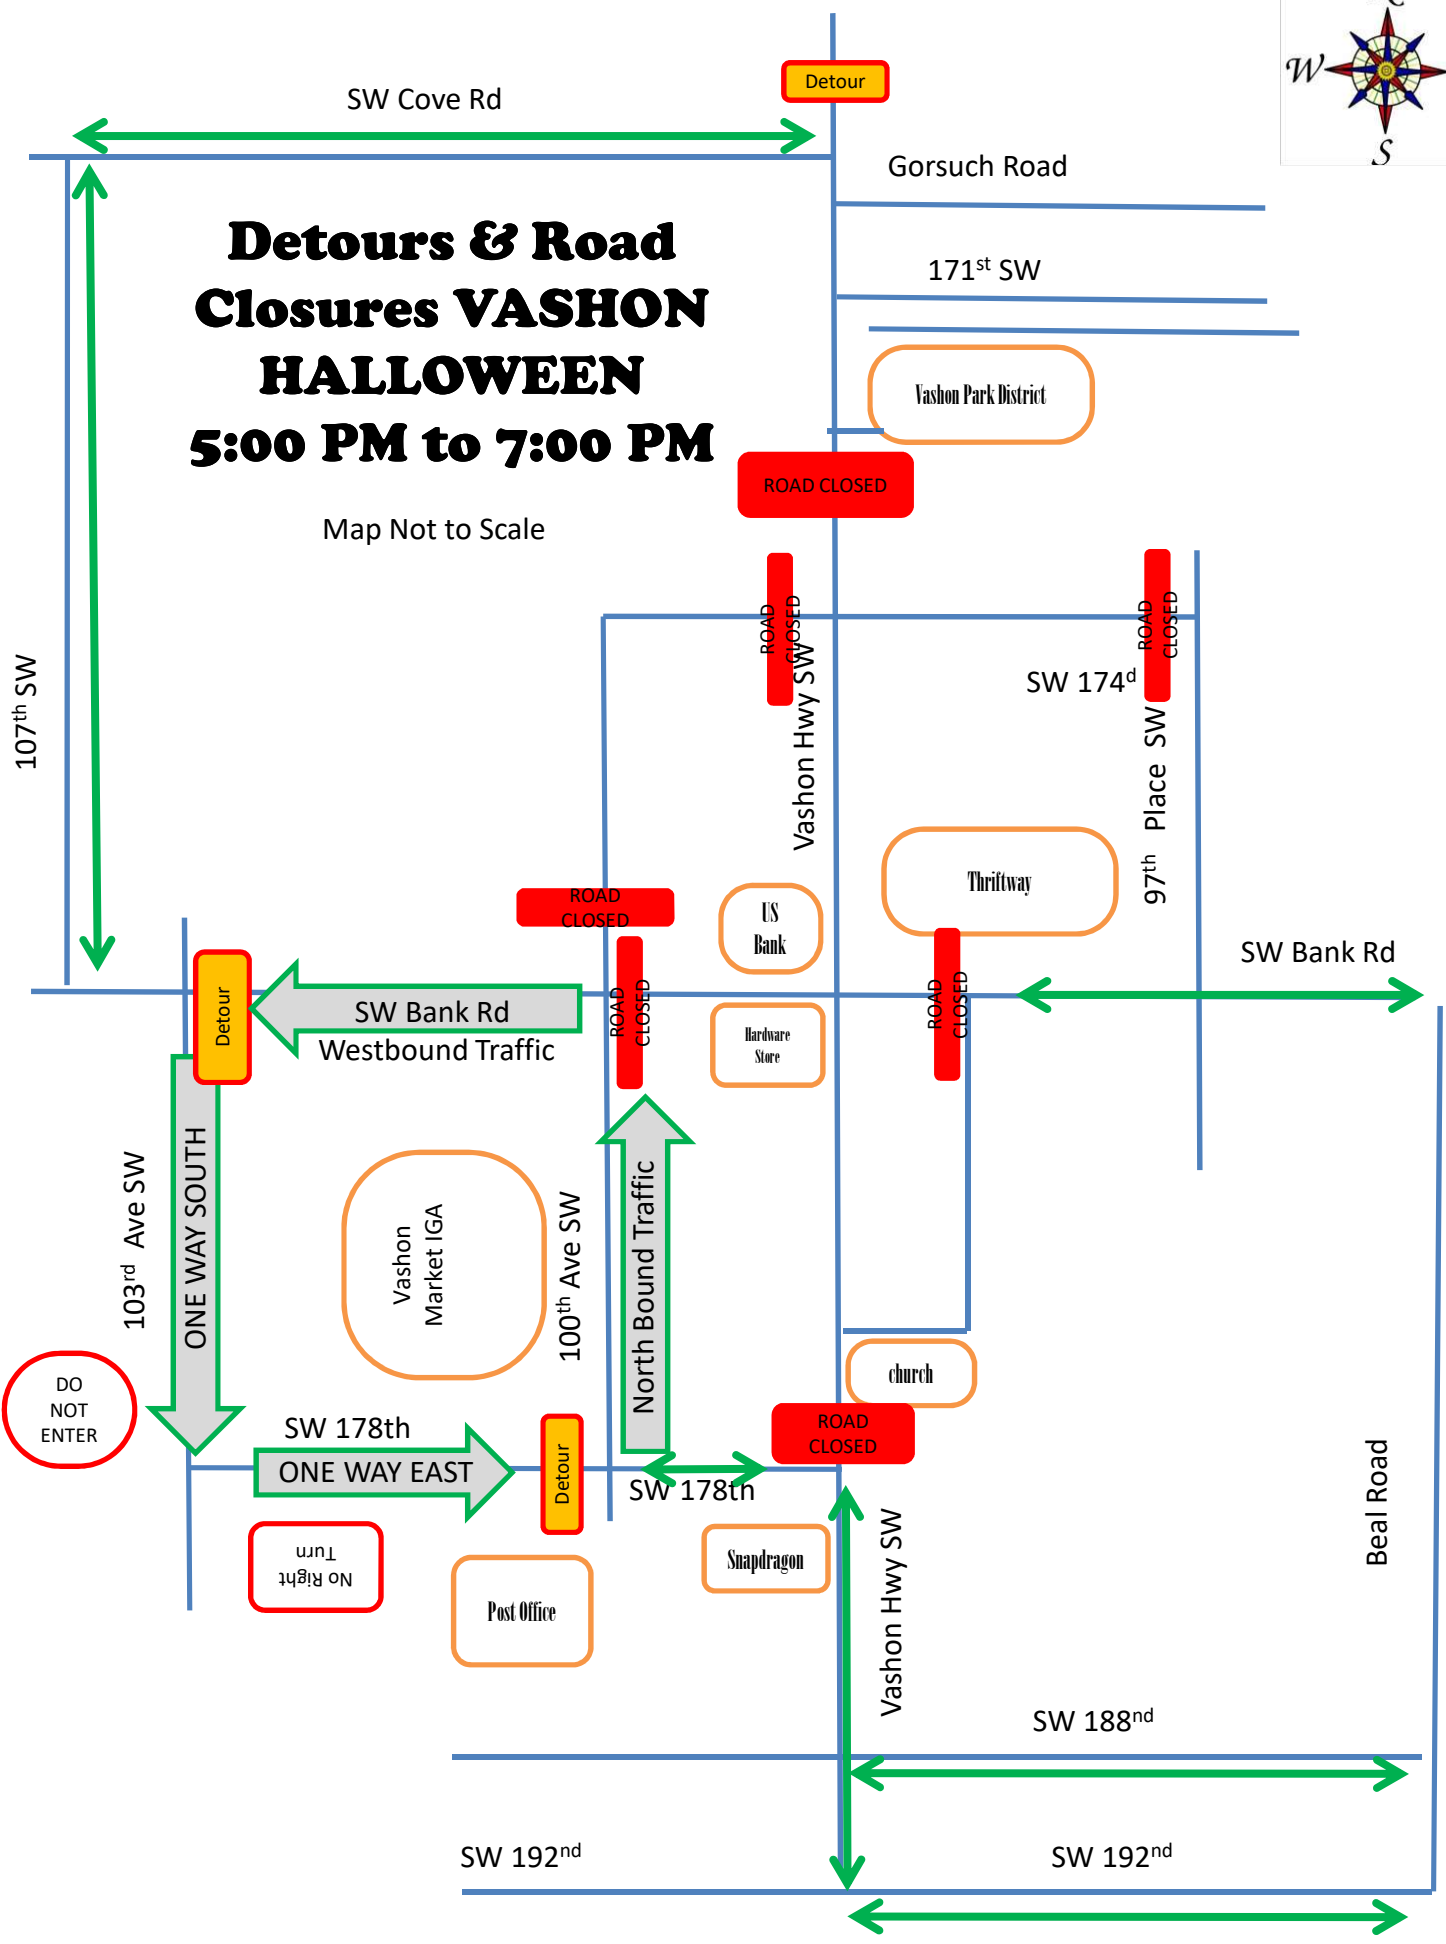 W
S
Detour
SW Cove Rd
Gorsuch Road
Detours & Road
Closures VASHON
HALLOWEEN
5:00 PM to 7:00 PM
171st SW
Vashon Park District
ROAD CLOSED
Map Not to Scale
ROAD
CLOSED
ROAD
CLOSED
SW 174d
107th SW
Vashon Hwy SW
97th Place SW
Thriftway
ROAD
CLOSED
US
Bank
SW Bank Rd
ROAD
CLOSED
ROAD
CLOSED
Detour
SW Bank Rd
Westbound Traffic
Hardware
Store
103rd Ave SW
ONE WAY SOUTH
Vashon
Market IGA
100th Ave SW
North Bound Traffic
church
DO
NOT
ENTER
ROAD
CLOSED
SW 178th
ONE WAY EAST
Detour
SW 178th
No Right
Turn
Post Office
Snapdragon
Vashon Hwy SW
Beal Road
SW 188nd
SW 192nd
SW 192nd